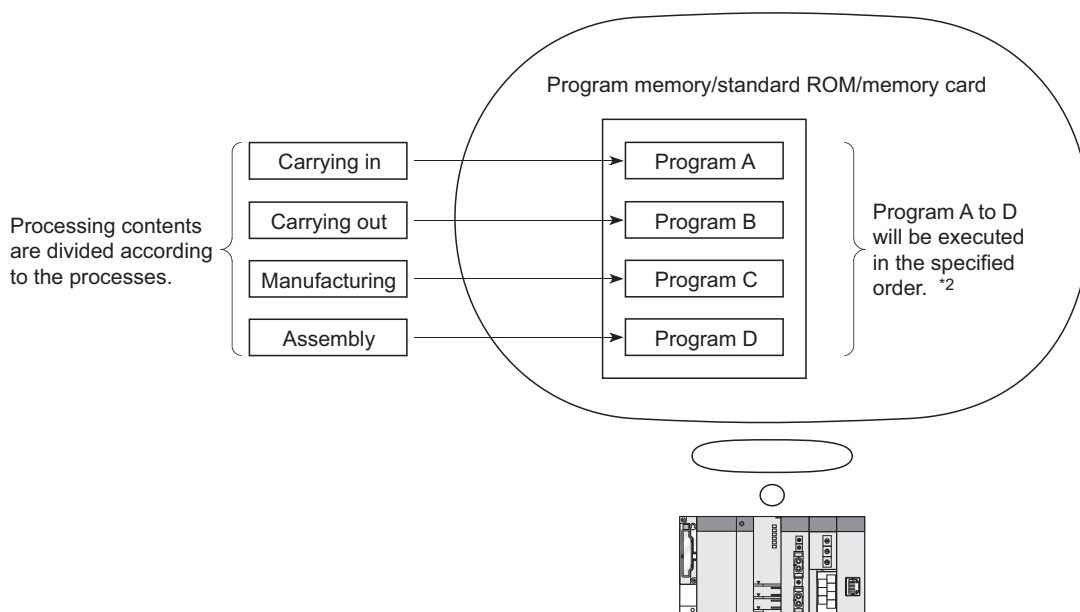 Program memory/standard ROM/memory card
Processing contents
are divided according
to the processes.
Carrying in
Carrying out
Manufacturing
Assembly
Program A
Program B
Program C
Program D
Program A to D
will be executed
in the specified
order. *2